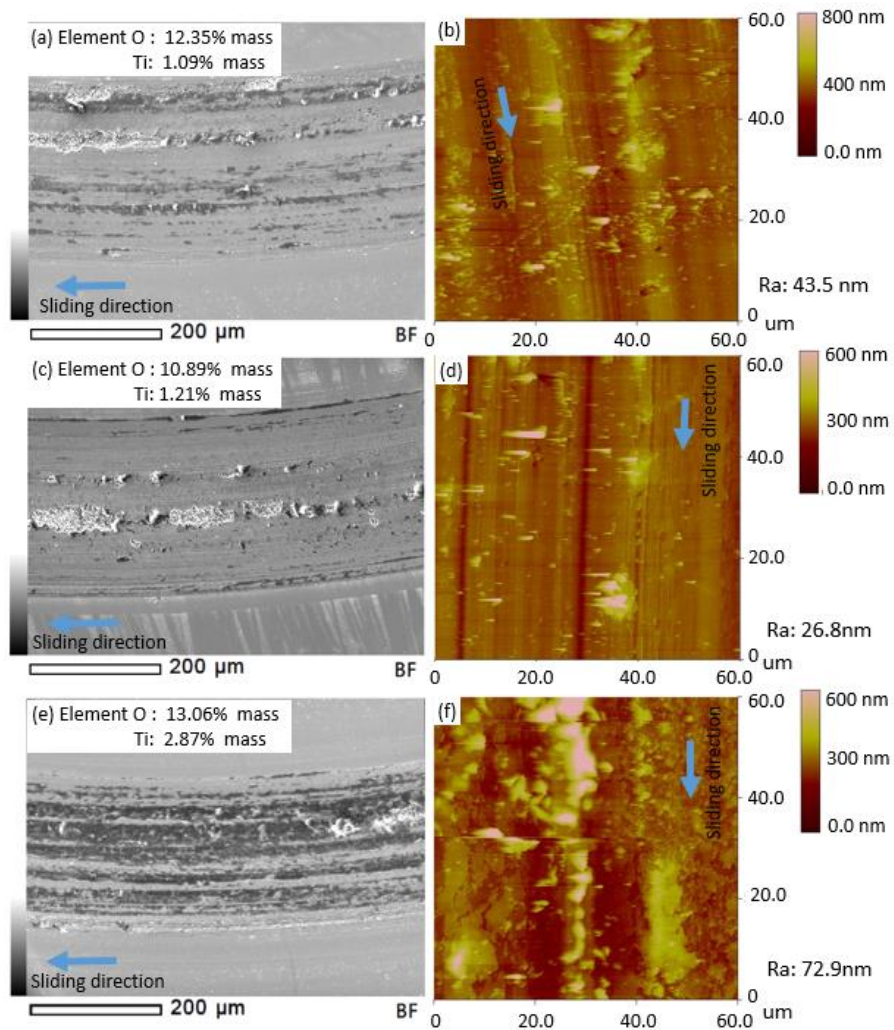 (a) Element O : 12.35% mass
Ti: 1.09% mass
Sliding direction
200 µm
BF
(b)
Sliding direction
60.0
40.0
20.0
0
0
20.0
40.0
60.0
um
800 nm
400 nm
0.0 nm
Ra: 43.5 nm
(c) Element O : 10.89% mass
Ti: 1.21% mass
Sliding direction
200 µm
BF
(d)
Sliding direction
60.0
40.0
20.0
0
20.0
40.0
60.0
um
600 nm
300 nm
0.0 nm
Ra: 26.8nm
(e) Element O : 13.06% mass
Ti: 2.87% mass
Sliding direction
200 µm
BF
(f)
Sliding direction
60.0
40.0
20.0
0
0
20.0
40.0
60.0
um
600 nm
300 nm
0.0 nm
Ra: 72.9nm